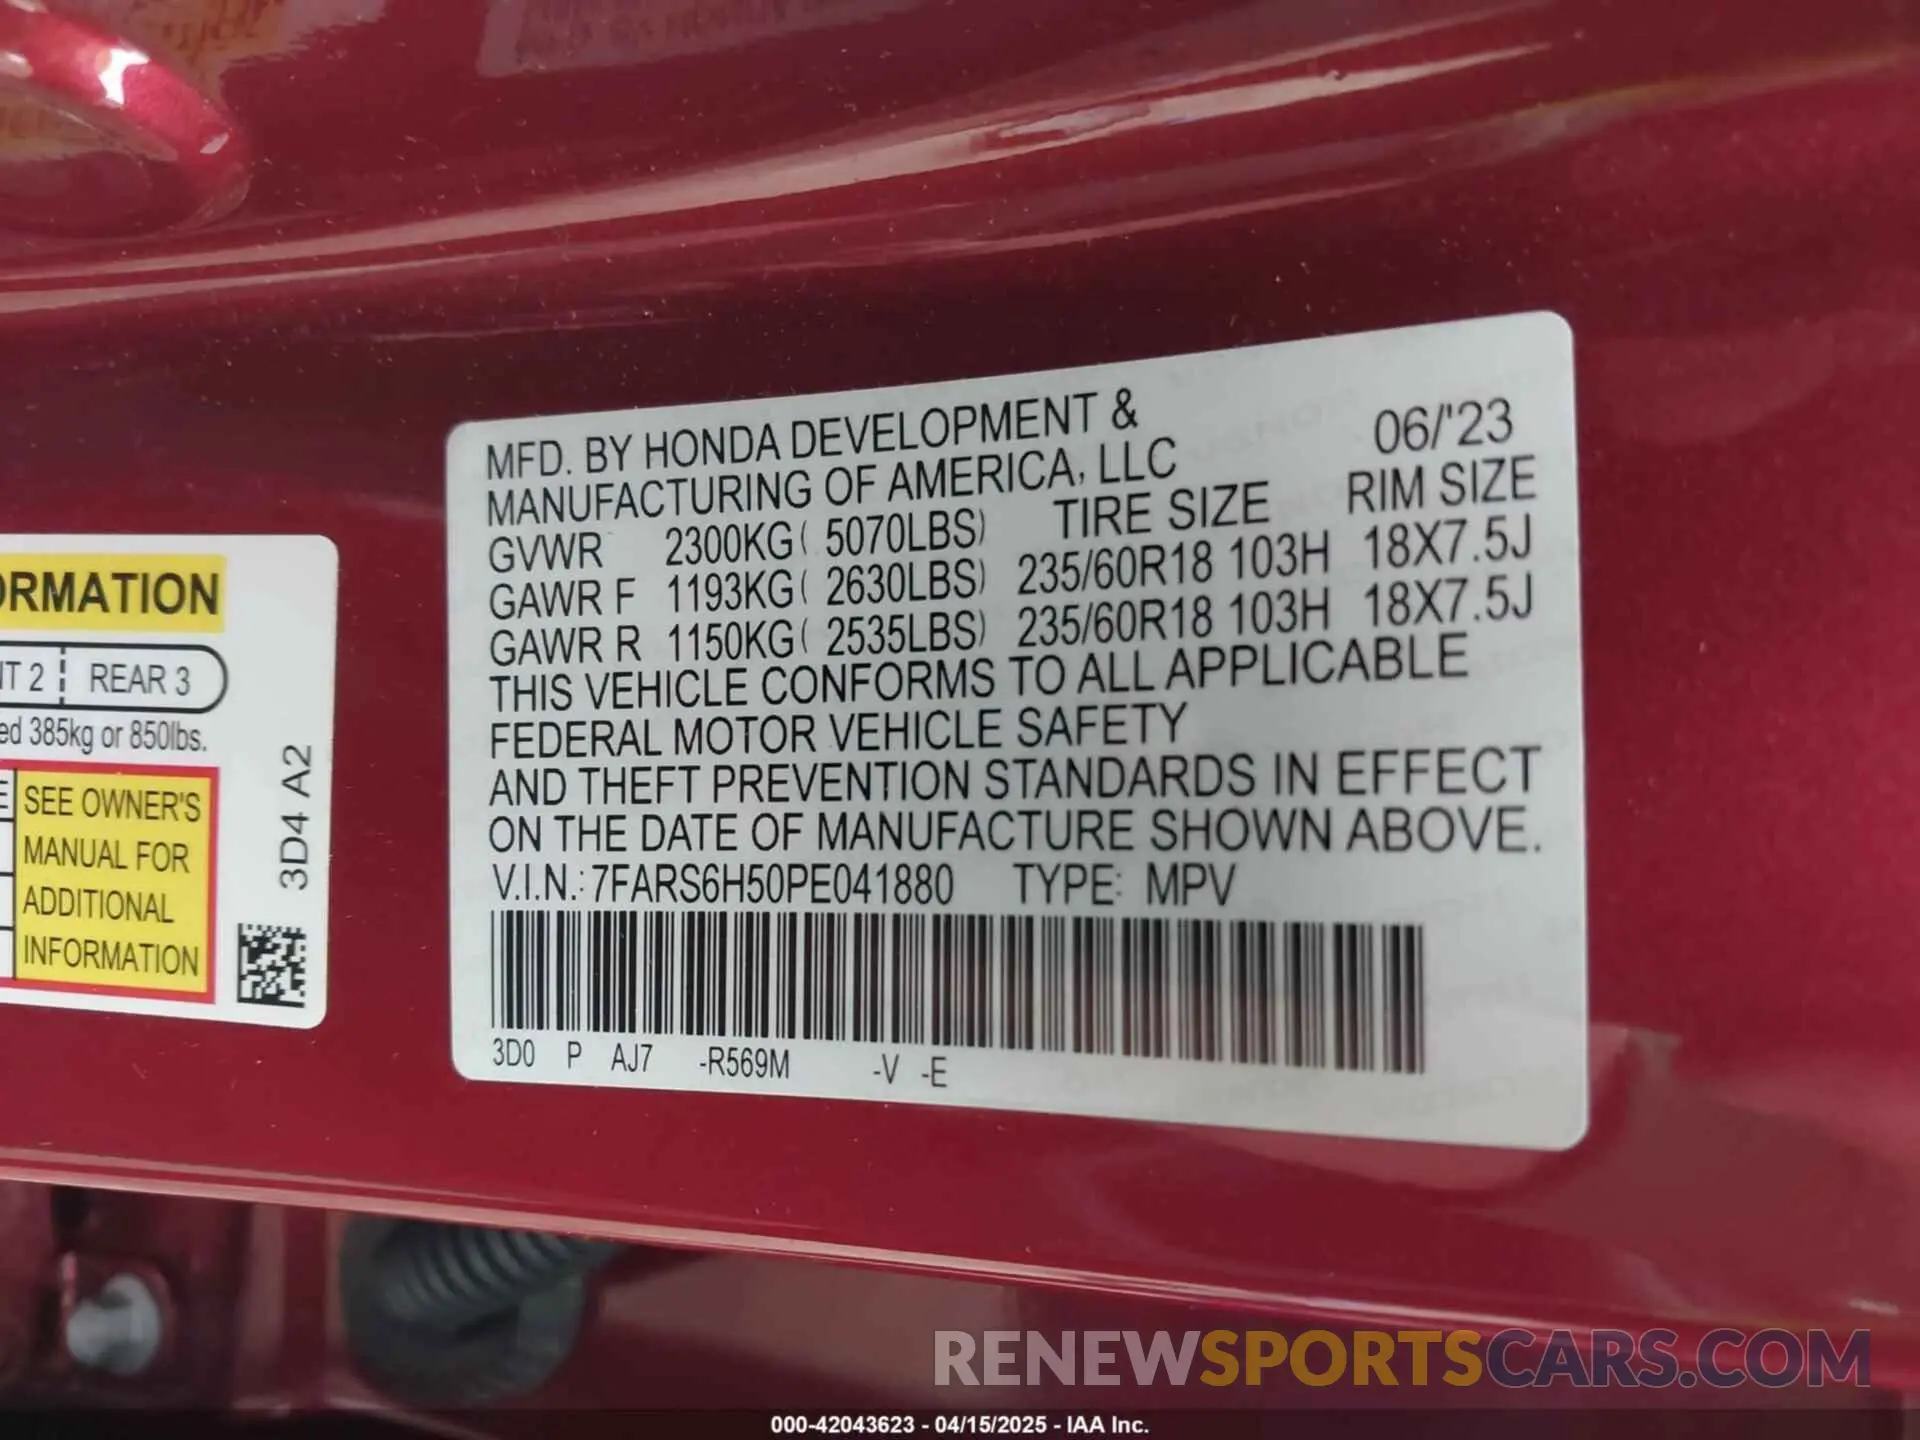 ORMATION
T 2 REAR 3
ed 385kg or 850lbs.
SEE OWNER'S
MANUAL FOR
ADDITIONAL
INFORMATION
3D4 A2
MFD. BY HONDA DEVELOPMENT &
MANUFACTURING OF AMERICA, LLC 06/'23
TIRE SIZE RIM SIZE
GVWR 2300KG( 5070LBS)
GAWR F 1193KG( 2630LBS) 235/60R18 103H 18X7.5J
GAWR R 1150KG( 2535LBS) 235/60R18 103H 18X7.5J
THIS VEHICLE CONFORMS TO ALL APPLICABLE
FEDERAL MOTOR VEHICLE SAFETY
AND THEFT PREVENTION STANDARDS IN EFFECT
ON THE DATE OF MANUFACTURE SHOWN ABOVE.
V.I.N.: 7FARS6H50PE041880 TYPE: MPV
3D0 P AJ7 -R569M -V -E
RENEWSPORTSCARS.COM
000-42043623 - 04/15/2025 - IAA Inc.